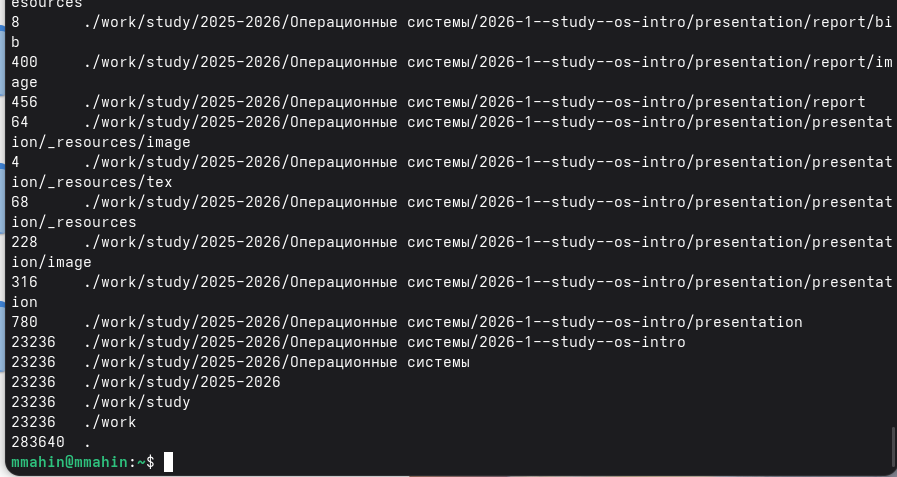 esources
8       ./work/study/2025-2026/Операционные системы/2026-1--study--os-intro/presentation/report/bi
b
400     ./work/study/2025-2026/Операционные системы/2026-1--study--os-intro/presentation/report/im
age
456     ./work/study/2025-2026/Операционные системы/2026-1--study--os-intro/presentation/report
64      ./work/study/2025-2026/Операционные системы/2026-1--study--os-intro/presentation/presentat
ion/_resources/image
4       ./work/study/2025-2026/Операционные системы/2026-1--study--os-intro/presentation/presentat
ion/_resources/tex
68      ./work/study/2025-2026/Операционные системы/2026-1--study--os-intro/presentation/presentat
ion/_resources
228     ./work/study/2025-2026/Операционные системы/2026-1--study--os-intro/presentation/presentat
ion/image
316     ./work/study/2025-2026/Операционные системы/2026-1--study--os-intro/presentation/presentat
ion
780     ./work/study/2025-2026/Операционные системы/2026-1--study--os-intro/presentation
23236   ./work/study/2025-2026/Операционные системы/2026-1--study--os-intro
23236   ./work/study/2025-2026/Операционные системы
23236   ./work/study/2025-2026
23236   ./work/study
23236   ./work
283640  .
mmahin@mmahin:~$